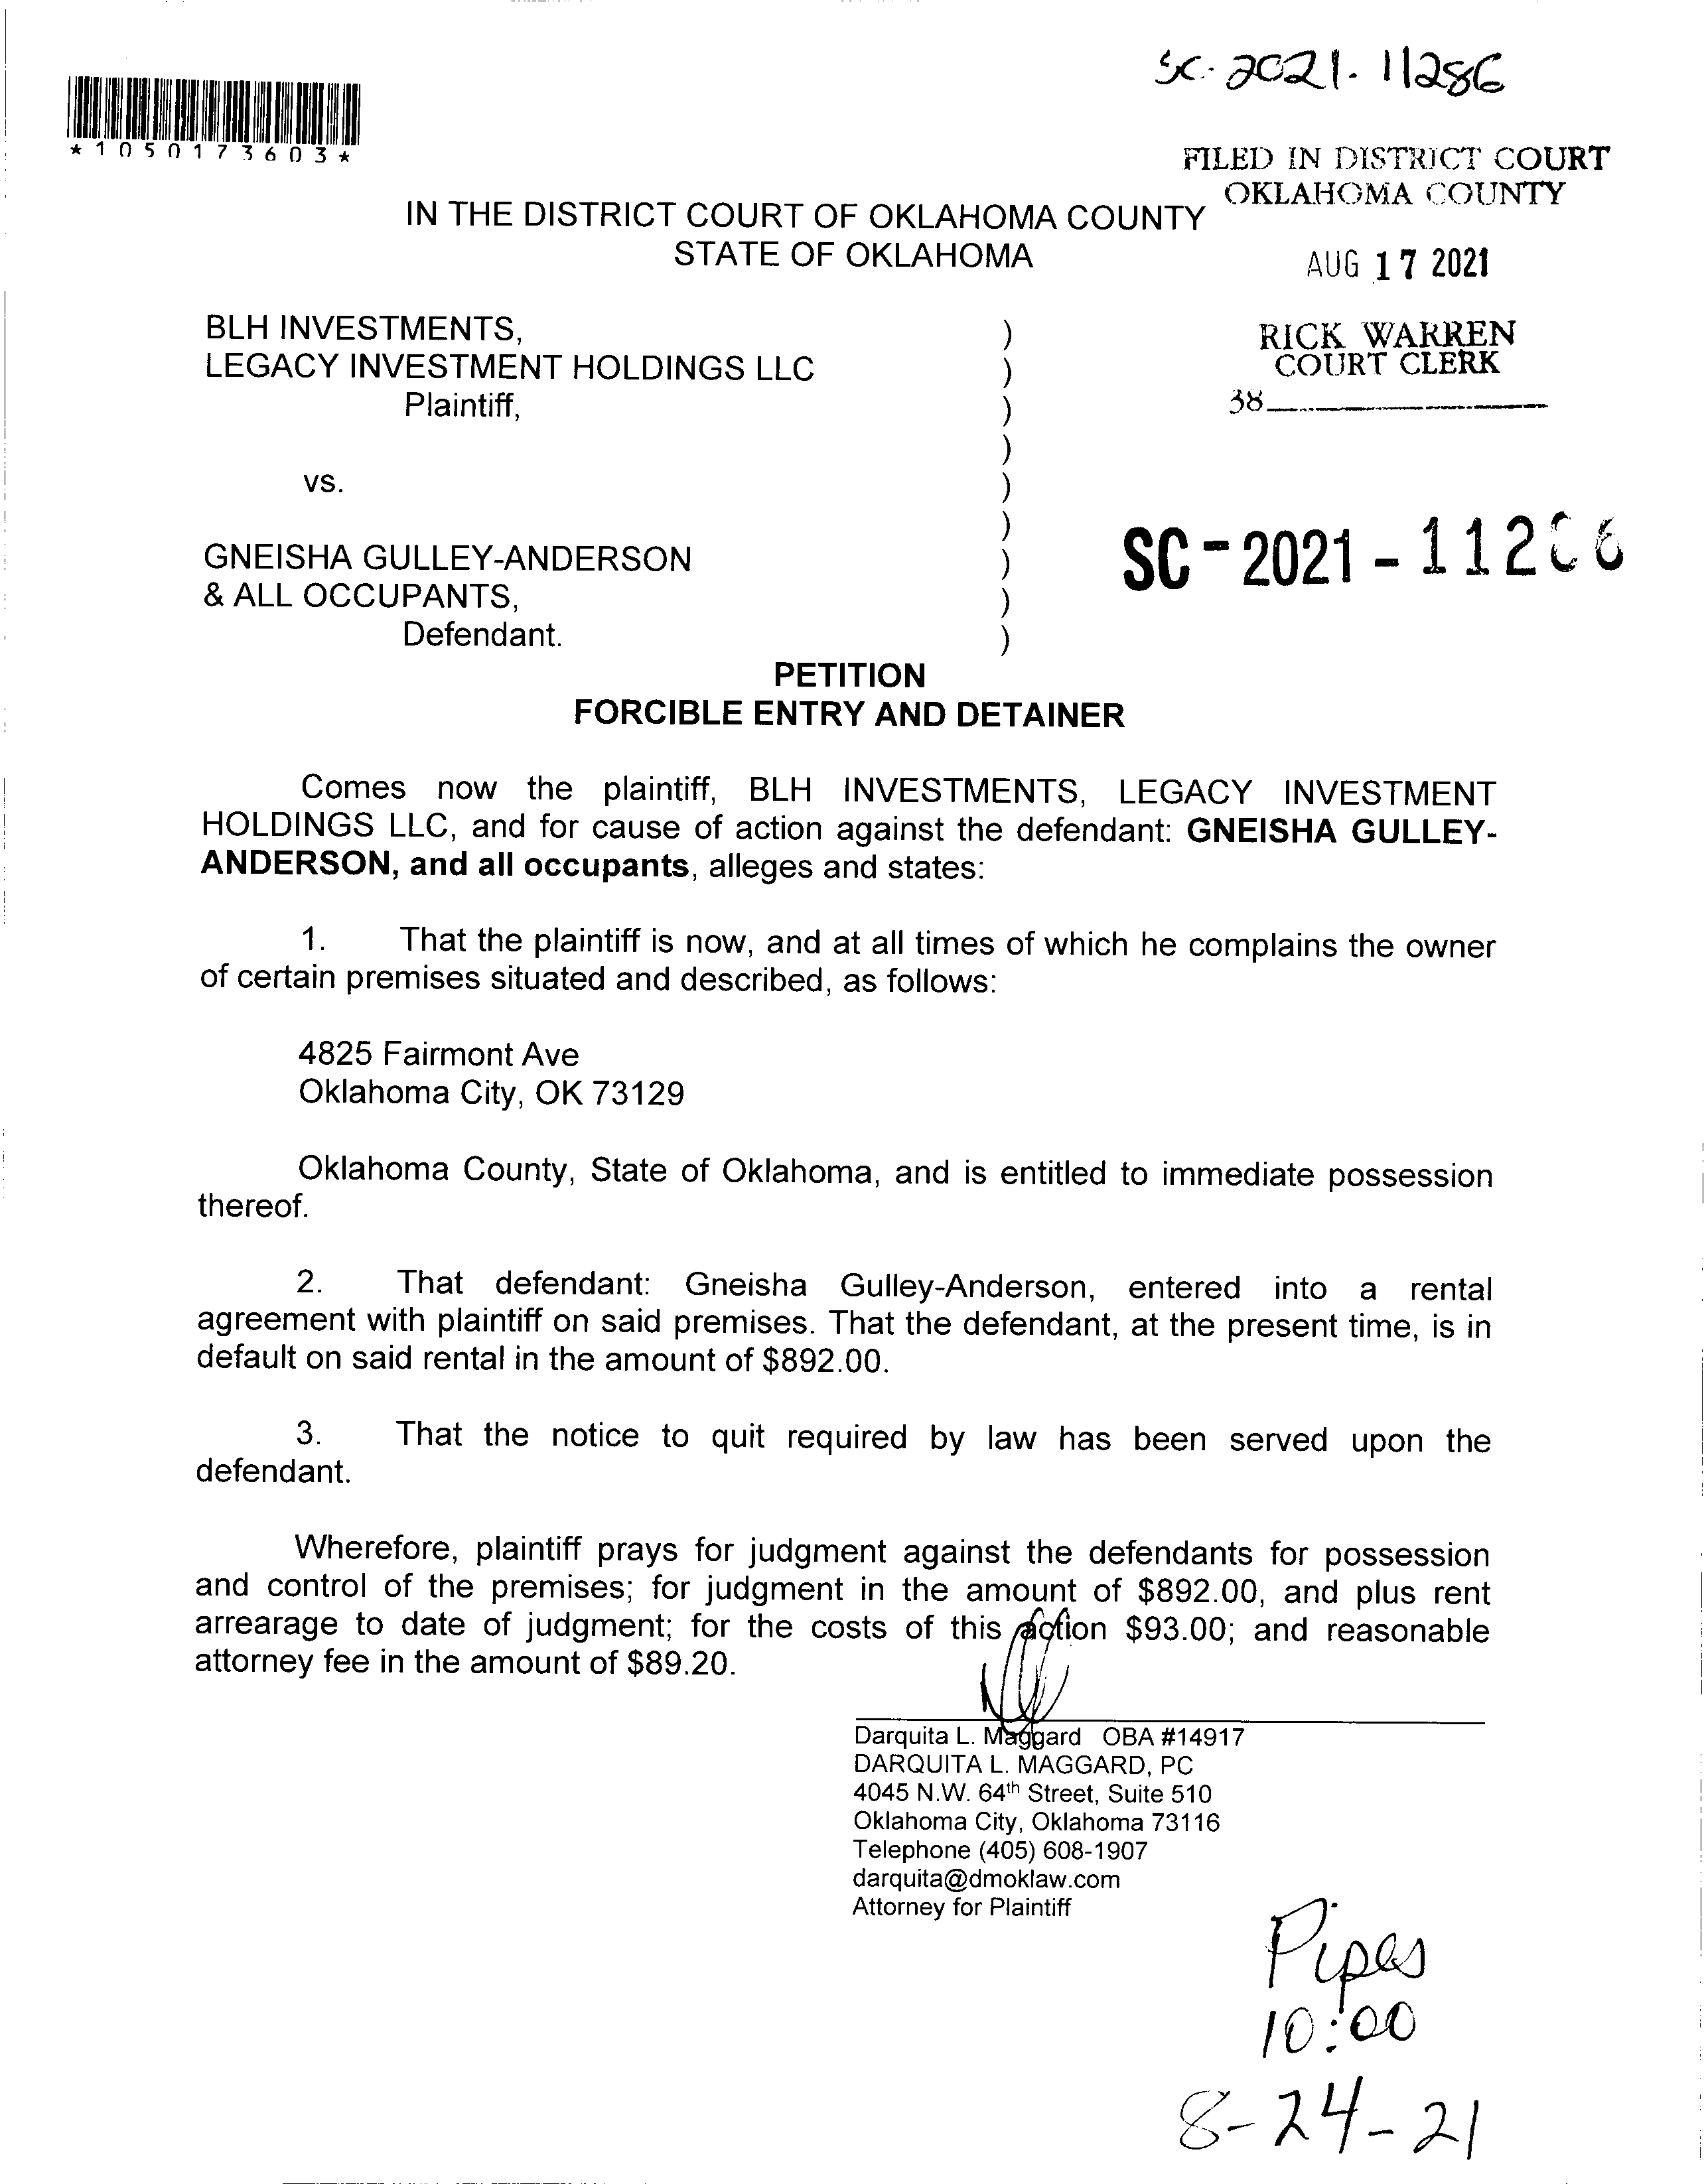 SC-2021-11286
*1050173603*
FILED IN DISTRICT COURT
OKLAHOMA COUNTY
IN THE DISTRICT COURT OF OKLAHOMA COUNTY
STATE OF OKLAHOMA
AUG 17 2021
BLH INVESTMENTS, )
LEGACY INVESTMENT HOLDINGS LLC )
Plaintiff, )
)
vs. )
)
GNEISHA GULLEY-ANDERSON )
& ALL OCCUPANTS, )
Defendant. )
RICK WARREN
COURT CLERK
38
SC-2021-11286
PETITION
FORCIBLE ENTRY AND DETAINER
Comes now the plaintiff, BLH INVESTMENTS, LEGACY INVESTMENT
HOLDINGS LLC, and for cause of action against the defendant: GNEISHA GULLEY-
ANDERSON, and all occupants, alleges and states:
1. That the plaintiff is now, and at all times of which he complains the owner
of certain premises situated and described, as follows:
4825 Fairmont Ave
Oklahoma City, OK 73129
Oklahoma County, State of Oklahoma, and is entitled to immediate possession
thereof.
2. That defendant: Gneisha Gulley-Anderson, entered into a rental
agreement with plaintiff on said premises. That the defendant, at the present time, is in
default on said rental in the amount of $892.00.
3. That the notice to quit required by law has been served upon the
defendant.
Wherefore, plaintiff prays for judgment against the defendants for possession
and control of the premises; for judgment in the amount of $892.00, and plus rent
arrearage to date of judgment; for the costs of this action $93.00; and reasonable
attorney fee in the amount of $89.20.
Darquita L. Maggard OBA #14917
DARQUITA L. MAGGARD, PC
4045 N.W. 64th Street, Suite 510
Oklahoma City, Oklahoma 73116
Telephone (405) 608-1907
darquita@dmoklaw.com
Attorney for Plaintiff
Pipes
10:00
8-24-21